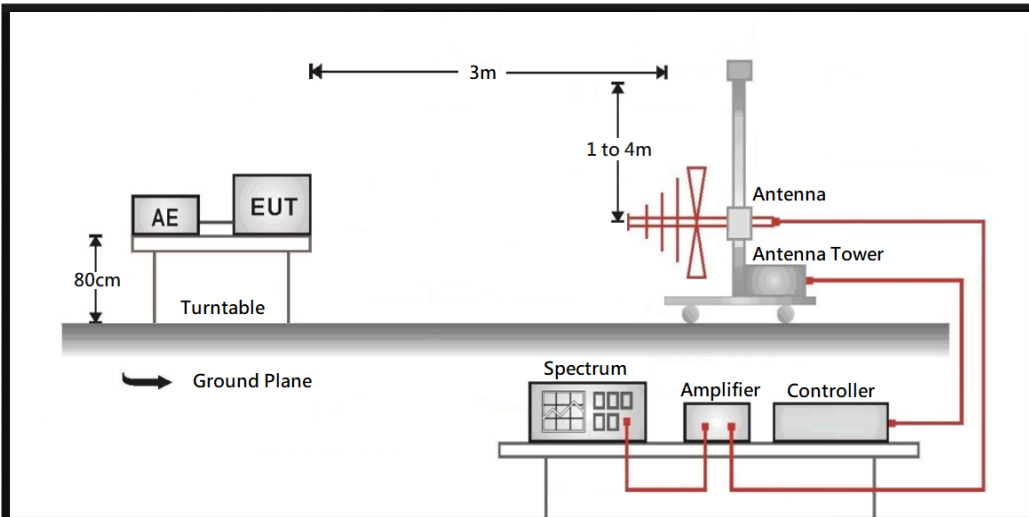 3m
1 to 4m
Antenna
AE
EUT
Antenna Tower
80cm
Turntable
Ground Plane
Spectrum
Amplifier
Controller